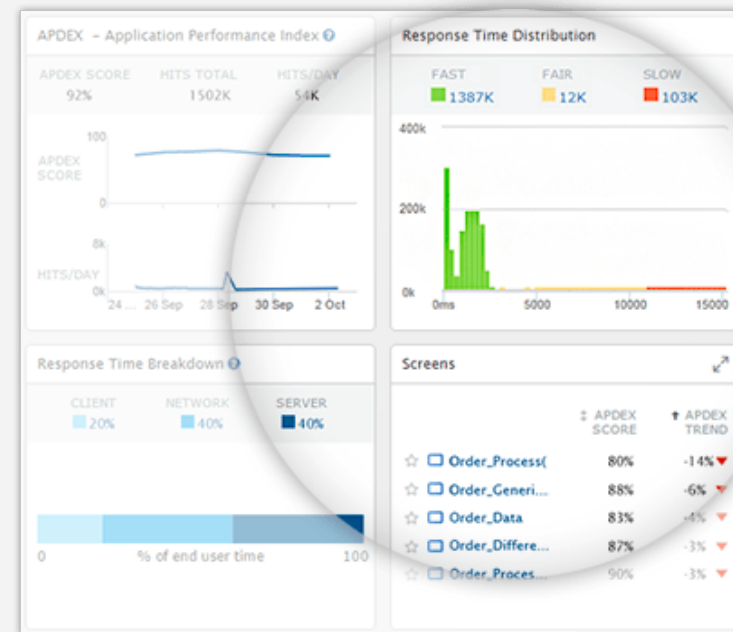 APDEX – Application Performance Index ?
APDEX SCORE HITS TOTAL HITS/DAY
92% 1502K 54K
100
APDEX
SCORE
0
8k
HITS/DAY
0k
24 ... 26 Sep 28 Sep 30 Sep 2 Oct
Response Time Distribution
FAST FAIR SLOW
1387K 12K 103K
400k
200k
0k
0ms 5000 10000 15000
Response Time Breakdown ?
CLIENT NETWORK SERVER
20% 40% 40%
0 % of end user time 100
Screens
APDEX SCORE APDEX TREND
Order_Process( 80% -14%
Order_Generi... 88% -6%
Order_Data 83% -4%
Order_Differe... 87% -3%
Order_Proces... 90% -3%